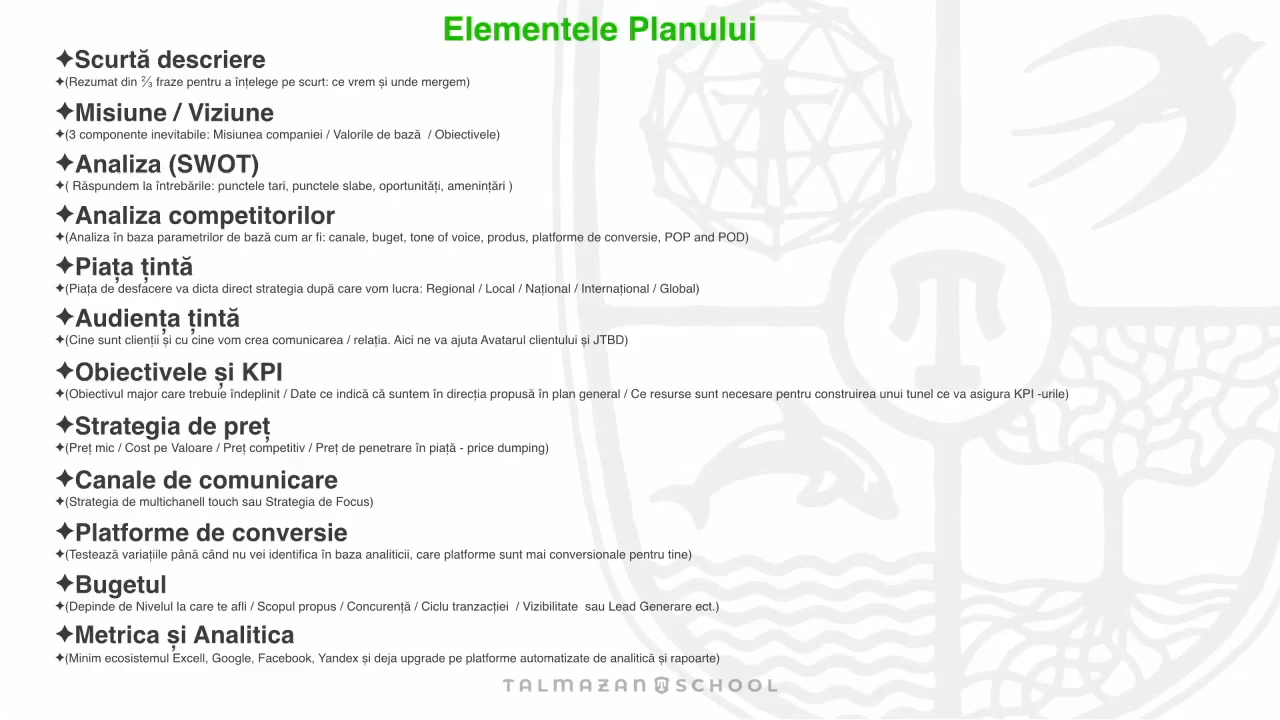 Elementele Planului
✦Scurtă descriere
✦(Rezumat din ⅔ fraze pentru a înțelege pe scurt: ce vrem și unde mergem)
✦Misiune / Viziune
✦(3 componente inevitabile: Misiunea companiei / Valorile de bază / Obiectivele)
✦Analiza (SWOT)
✦( Răspundem la întrebările: punctele tari, punctele slabe, oportunități, amenințări )
✦Analiza competitorilor
✦(Analiza în baza parametrilor de bază cum ar fi: canale, buget, tone of voice, produs, platforme de conversie, POP and POD)
✦Piața țintă
✦(Piața de desfacere va dicta direct strategia după care vom lucra: Regional / Local / Național / Internațional / Global)
✦Audiența țintă
✦(Cine sunt clienții și cu cine vom crea comunicarea / relația. Aici ne va ajuta Avatarul clientului și JTBD)
✦Obiectivele și KPI
✦(Obiectivul major care trebuie îndeplinit / Date ce indică că suntem în direcția propusă în plan general / Ce resurse sunt necesare pentru construirea unui tunel ce va asigura KPI -urile)
✦Strategia de preț
✦(Preț mic / Cost pe Valoare / Preț competitiv / Preț de penetrare în piață - price dumping)
✦Canale de comunicare
✦(Strategia de multichanell touch sau Strategia de Focus)
✦Platforme de conversie
✦(Testează variațiile până când nu vei identifica în baza analiticii, care platforme sunt mai conversionale pentru tine)
✦Bugetul
✦(Depinde de Nivelul la care te afli / Scopul propus / Concurență / Ciclu tranzacției / Vizibilitate sau Lead Generare ect.)
✦Metrica și Analitica
✦(Minim ecosistemul Excell, Google, Facebook, Yandex și deja upgrade pe platforme automatizate de analitică și rapoarte)
TALMAZAN SCHOOL